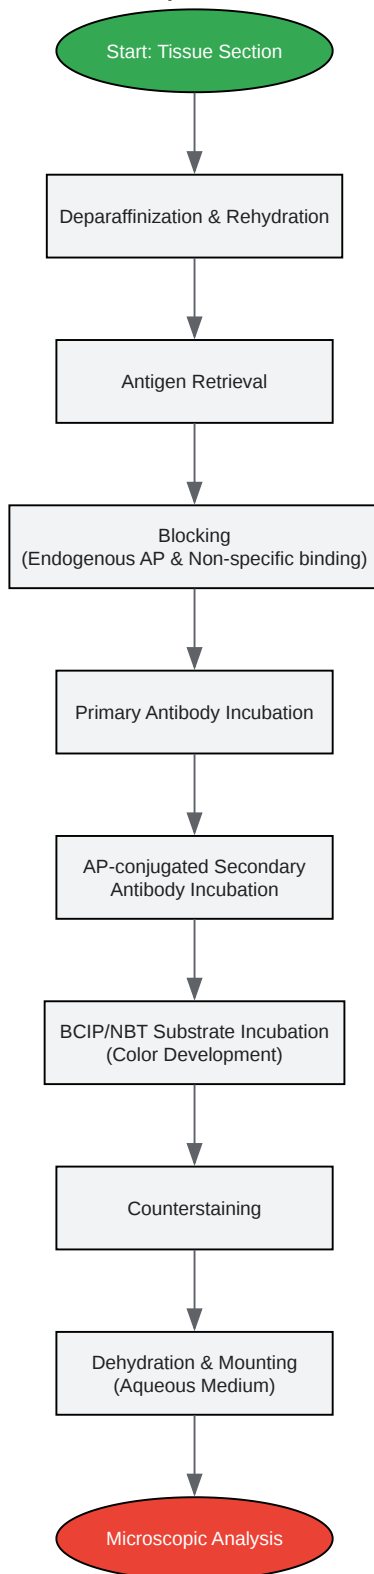 Start: Tissue Section
Deparaffinization & Rehydration
Antigen Retrieval
Blocking
(Endogenous AP & Non-specific binding)
Primary Antibody Incubation
AP-conjugated Secondary
Antibody Incubation
BCIP/NBT Substrate Incubation
(Color Development)
Counterstaining
Dehydration & Mounting
(Aqueous Medium)
Microscopic Analysis